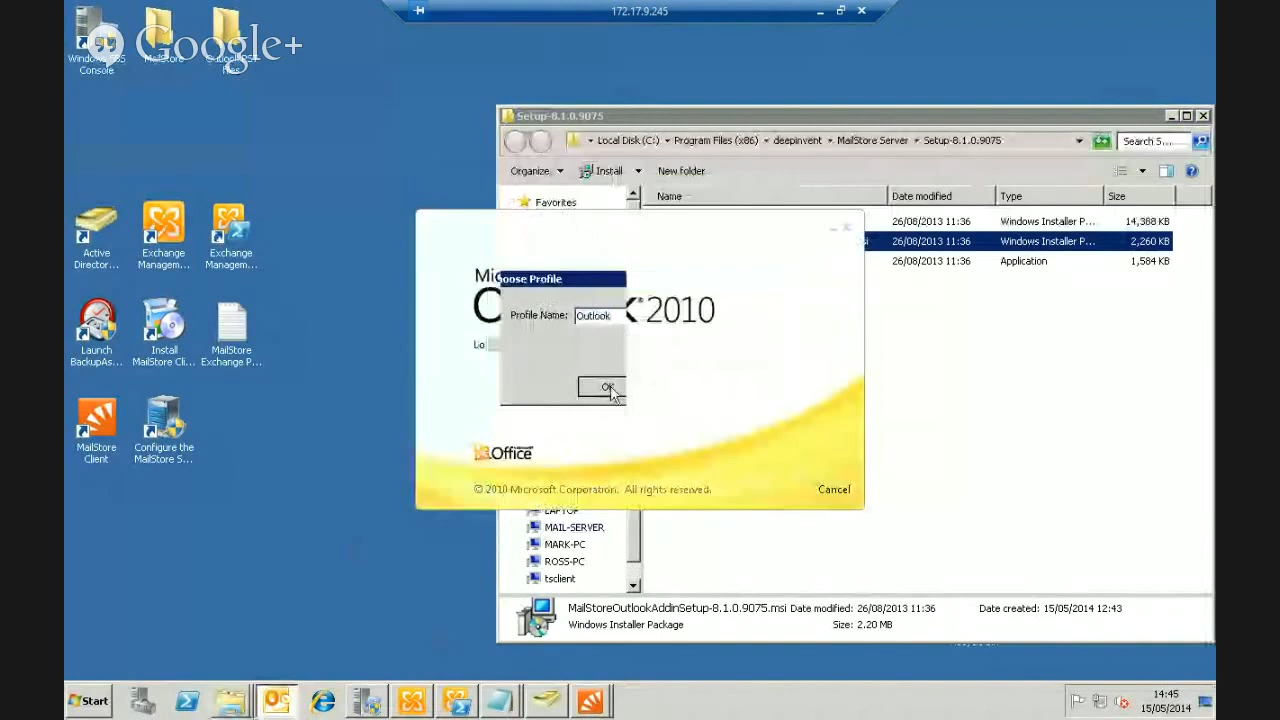 172.17.9.245
Google+
Windows SBS
Console
MailStore
Outlook PST
Files
Setup-8.1.0.9075
Local Disk (C:) Program Files (x86) deepinvent MailStore Server Setup-8.1.0.9075
Search S...
Organize Install New folder
Favorites
Name Date modified Type Size
26/08/2013 11:36 Windows Installer P... 14,388 KB
26/08/2013 11:36 Windows Installer P... 2,260 KB
26/08/2013 11:36 Application 1,584 KB
Active
Director...
Exchange
Managem...
Exchange
Managem...
Mic
2010
oose Profile
Profile Name: Outlook
Lo
OK
Launch
BackupAs...
Install
MailStore Cli...
MailStore
Exchange P...
MailStore
Client
Configure the
MailStore S...
Office
© 2010 Microsoft Corporation. All rights reserved.
Cancel
LAPTOP
MAIL-SERVER
MARK-PC
ROSS-PC
tsclient
MailStoreOutlookAddinSetup-8.1.0.9075.msi Date modified: 26/08/2013 11:36 Date created: 15/05/2014 12:43
Windows Installer Package Size: 2.20 MB
Start
14:45
15/05/2014